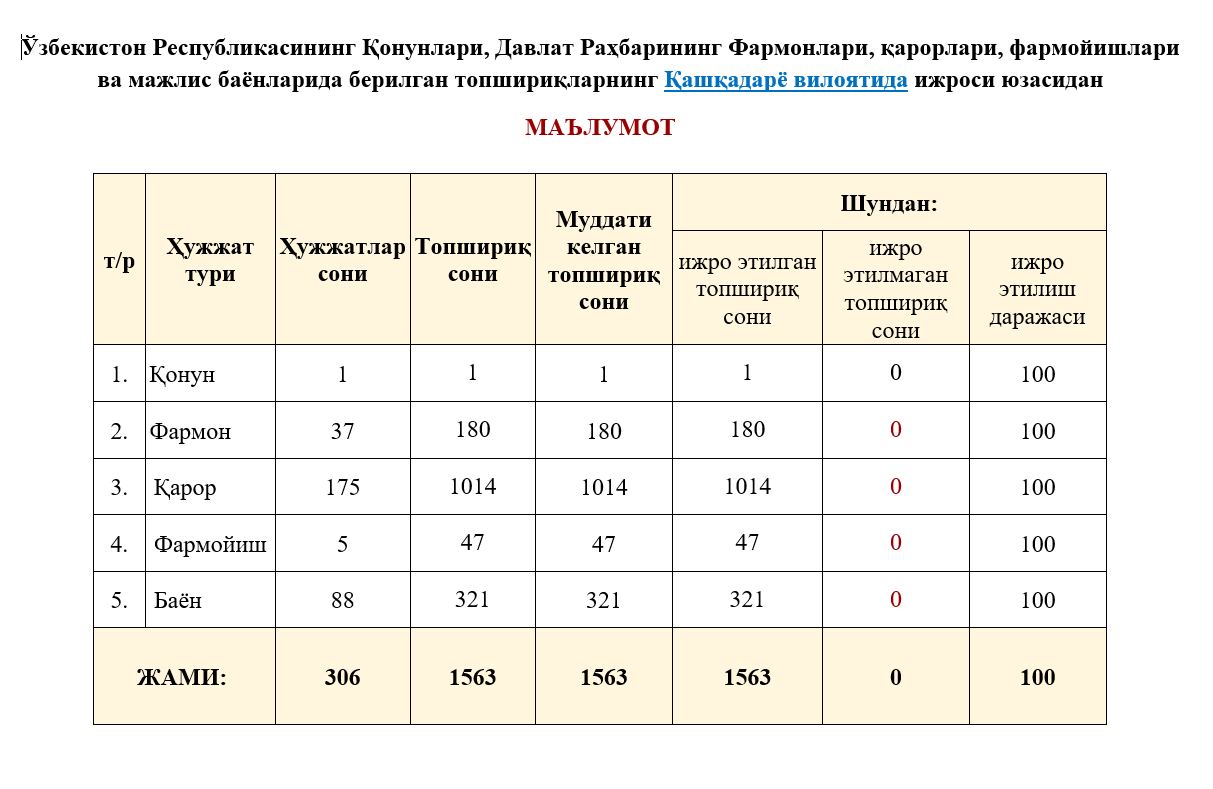 Ўзбекистон Республикасининг Қонунлари, Давлат Раҳбарининг Фармонлари, қарорлари, фармойишлари
ва мажлис баёнларида берилган топшириқларнинг Қашқадарё вилоятида ижроси юзасидан
МАЪЛУМОТ
т/р
Ҳужжат
тури
Ҳужжатлар
сони
Топшириқ
сони
Муддати
келган
топшириқ
сони
Шундан:
ижро этилган
топшириқ
сони
ижро
этилмаган
топшириқ
сони
ижро
этилиш
даражаси
1. Қонун 1 1 1 1 0 100
2. Фармон 37 180 180 180 0 100
3. Қарор 175 1014 1014 1014 0 100
4. Фармойиш 5 47 47 47 0 100
5. Баён 88 321 321 321 0 100
ЖАМИ: 306 1563 1563 1563 0 100